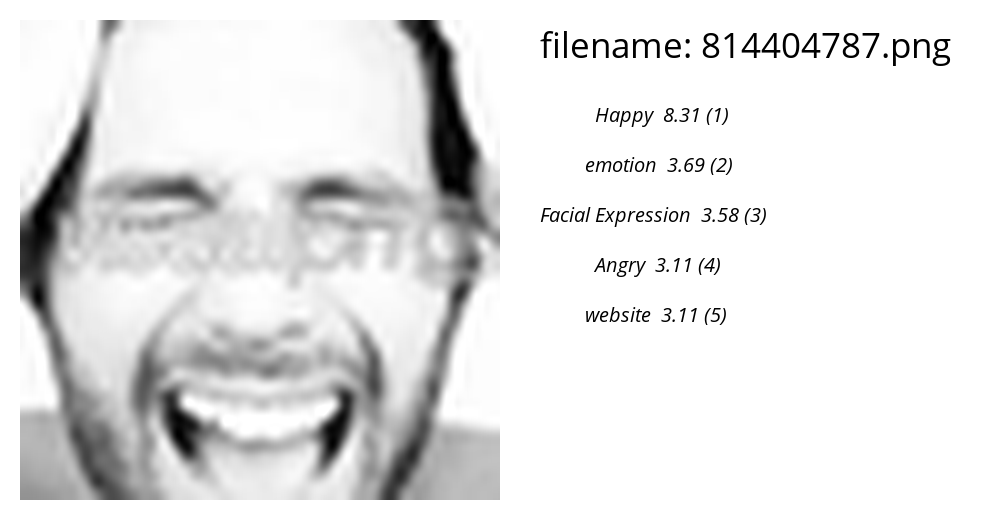 filename: 814404787.png
Happy 8.31 (1)
emotion 3.69 (2)
Facial Expression 3.58 (3)
Angry 3.11 (4)
website 3.11 (5)